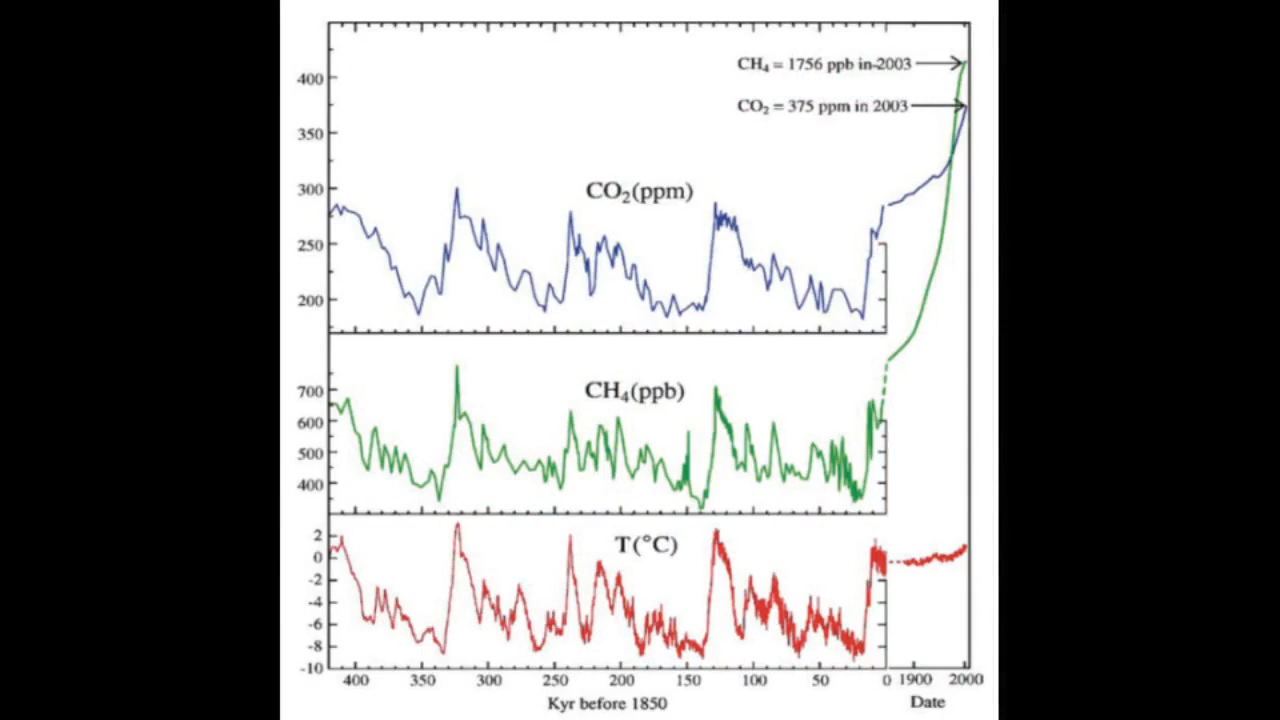 CH₄ = 1756 ppb in 2003
400
CO₂ = 375 ppm in 2003
350
300
CO₂(ppm)
250
200
700
CH₄(ppb)
600
500
400
2
T(°C)
0
-2
-4
-6
-8
-10
400 350 300 250 200 150 100 50 0 1900 2000
Kyr before 1850 Date